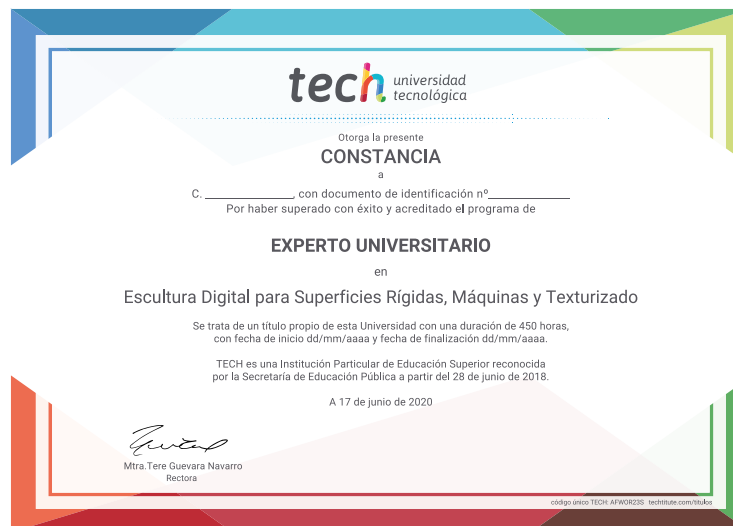 tech universidad
tecnológica
Otorga la presente
CONSTANCIA
a
C. ______________, con documento de identificación nº______________
Por haber superado con éxito y acreditado el programa de
EXPERTO UNIVERSITARIO
en
Escultura Digital para Superficies Rígidas, Máquinas y Texturizado
Se trata de un título propio de esta Universidad con una duración de 450 horas,
con fecha de inicio dd/mm/aaaa y fecha de finalización dd/mm/aaaa.
TECH es una Institución Particular de Educación Superior reconocida
por la Secretaría de Educación Pública a partir del 28 de junio de 2018.
A 17 de junio de 2020
Mtra.Tere Guevara Navarro
Rectora
código único TECH: AFWOR23S techtitute.com/titulos